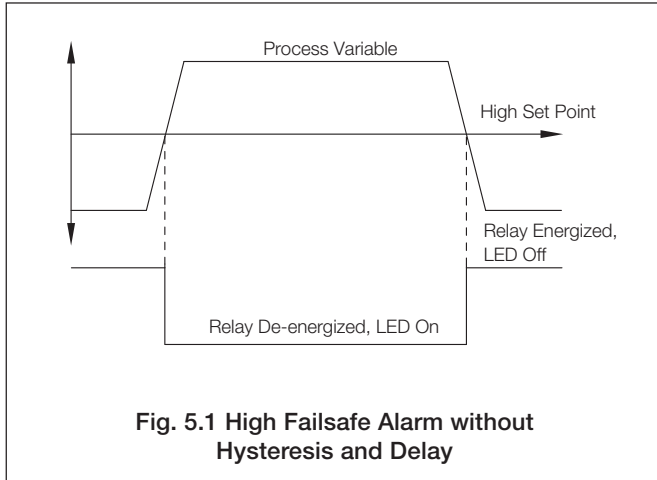 Process Variable
High Set Point
Relay Energized,
LED Off
Relay De-energized, LED On
Fig. 5.1 High Failsafe Alarm without
Hysteresis and Delay